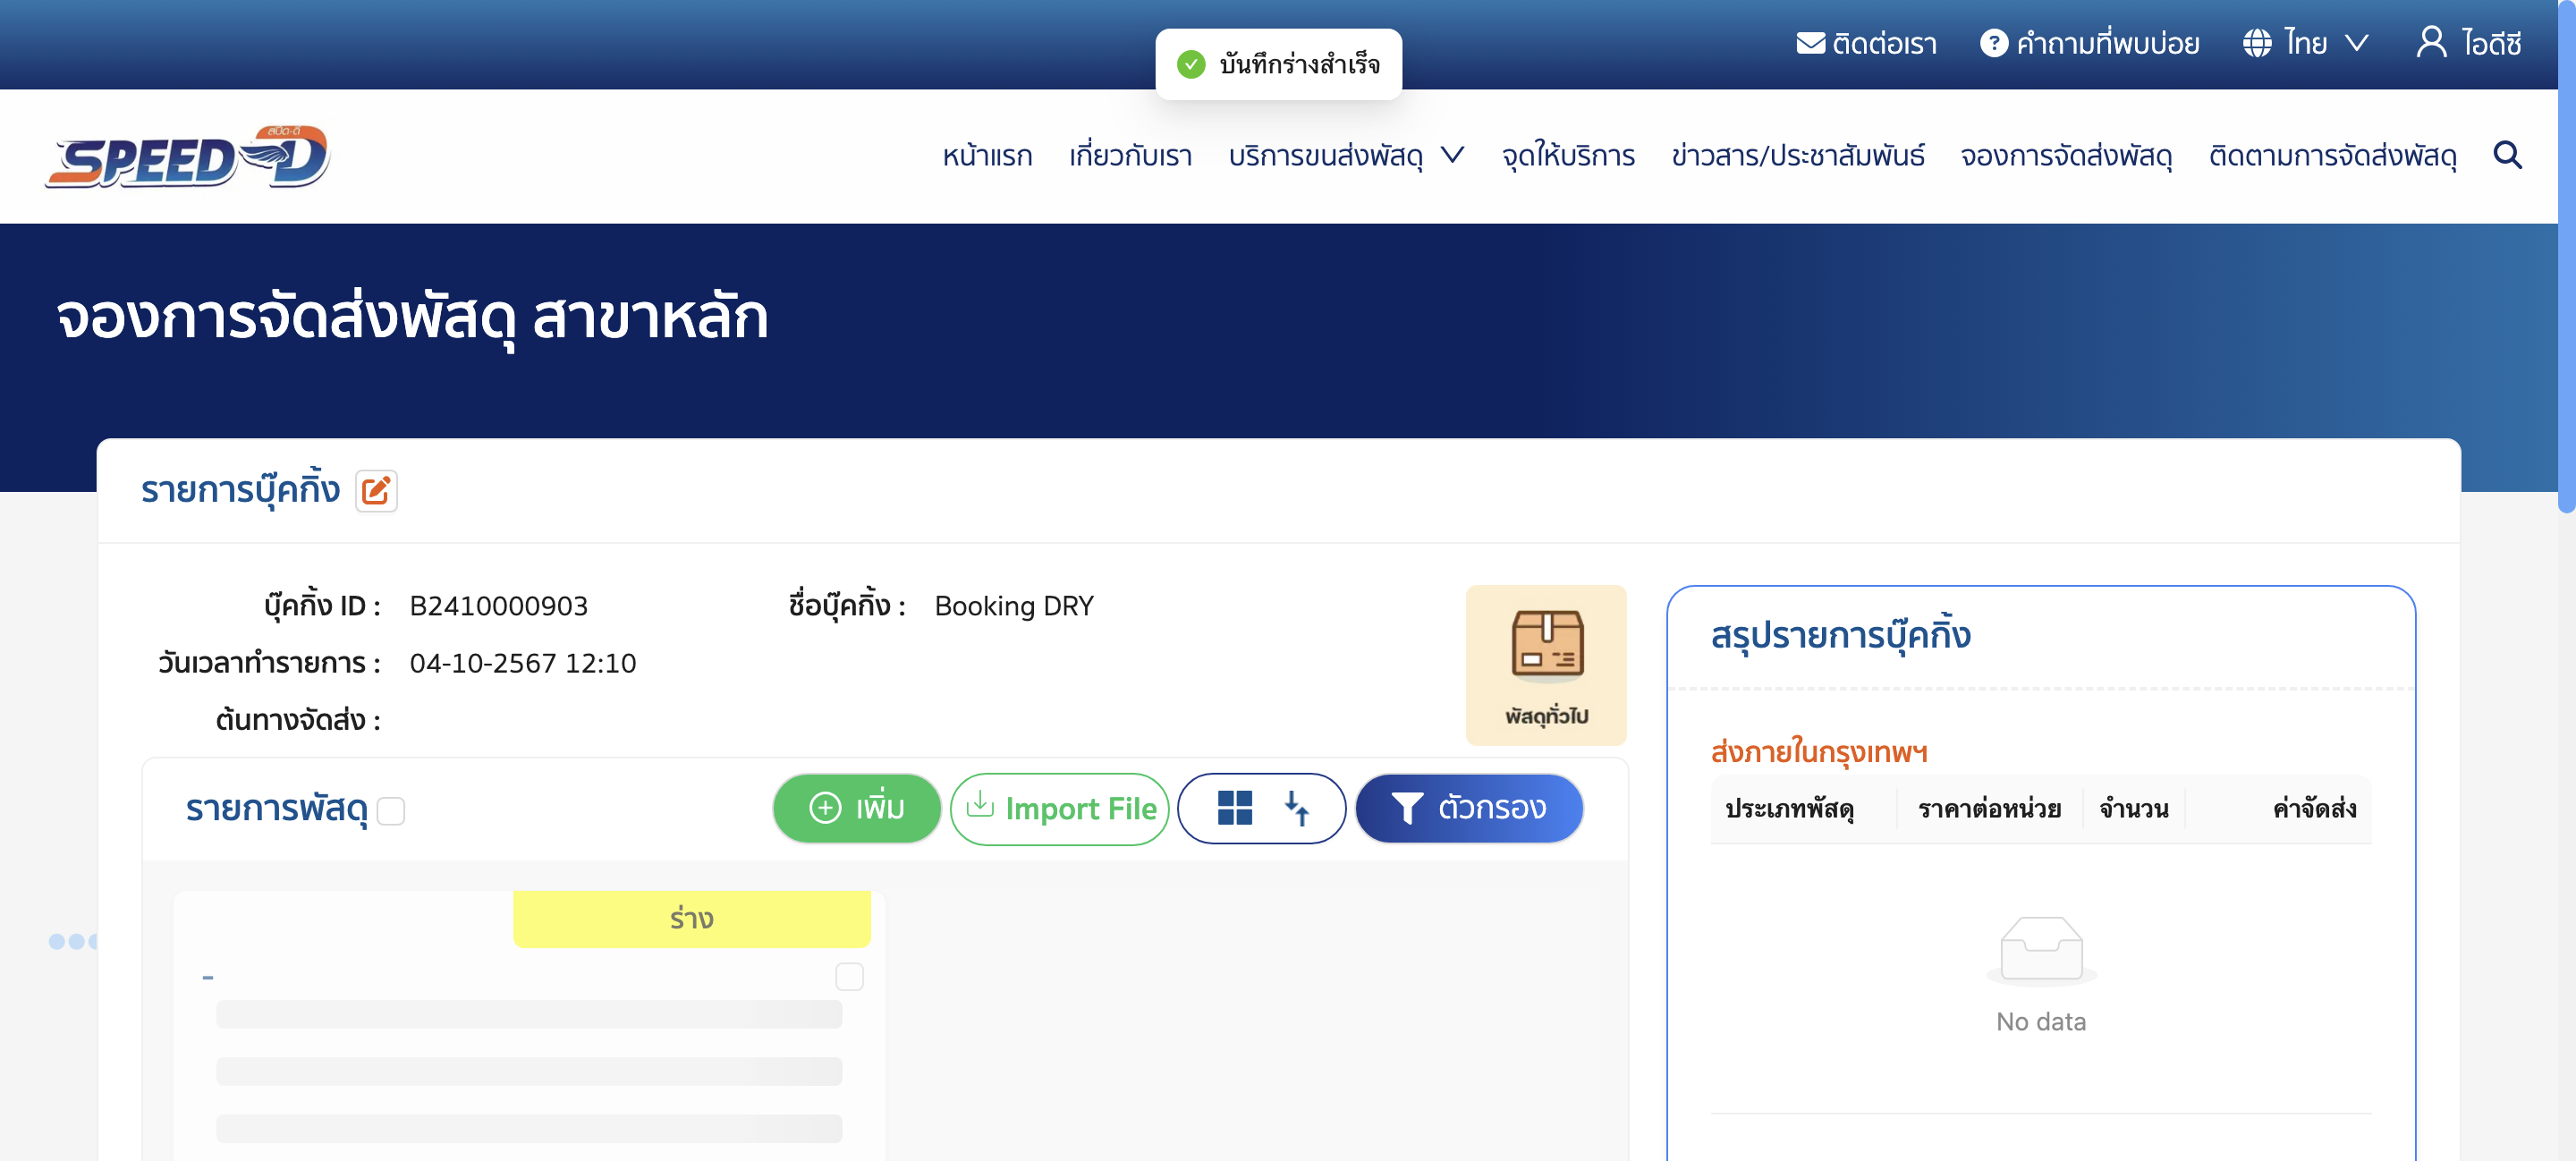 ติดต่อเรา คำถามที่พบบ่อย ไทย ไอดีซี
บันทึกร่างสำเร็จ
สปีด-ดี
SPEED-D
หน้าแรก เกี่ยวกับเรา บริการขนส่งพัสดุ จุดให้บริการ ข่าวสาร/ประชาสัมพันธ์ จองการจัดส่งพัสดุ ติดตามการจัดส่งพัสดุ
จองการจัดส่งพัสดุ สาขาหลัก
รายการบุ๊คกิ้ง
บุ๊คกิ้ง ID : B2410000903 ชื่อบุ๊คกิ้ง : Booking DRY
วันเวลาทำรายการ : 04-10-2567 12:10
ต้นทางจัดส่ง :
พัสดุทั่วไป
รายการพัสดุ เพิ่ม Import File ตัวกรอง
ร่าง
-
สรุปรายการบุ๊คกิ้ง
ส่งภายในกรุงเทพฯ
ประเภทพัสดุ ราคาต่อหน่วย จำนวน ค่าจัดส่ง
No data